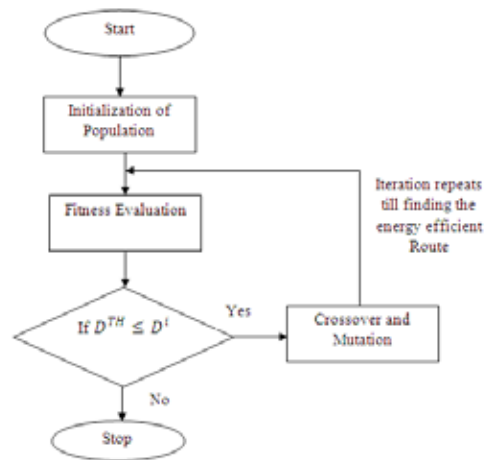 Start
Initialization of
Population
Fitness Evaluation
Iteration repeats
till finding the
energy efficient
Route
If D^TH ≤ D^i
Yes
Crossover and
Mutation
No
Stop